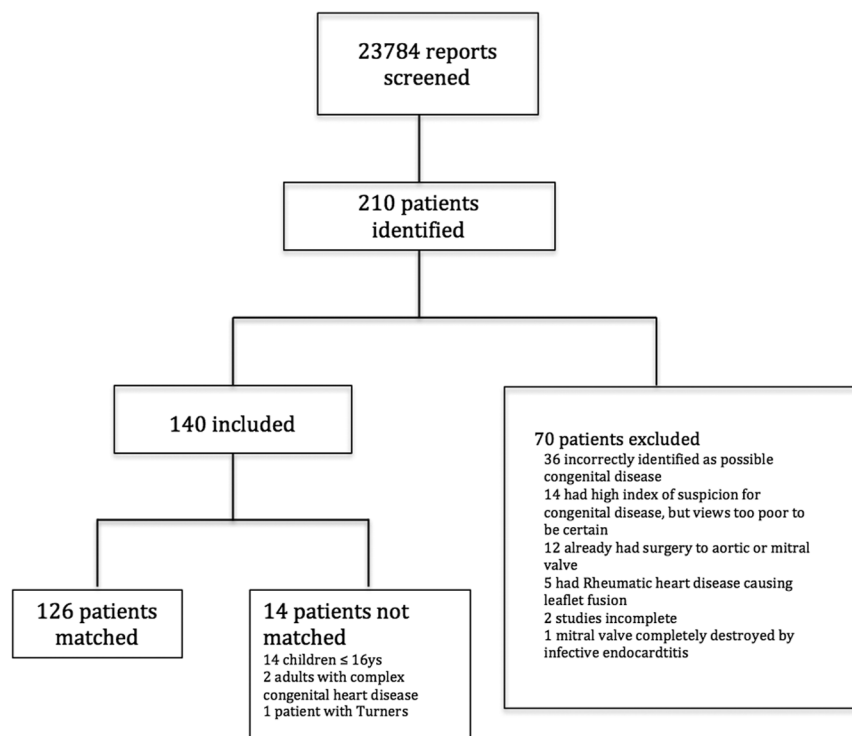 23784 reports
screened
210 patients
identified
140 included
70 patients excluded
36 incorrectly identified as possible
congenital disease
14 had high index of suspicion for
congenital disease, but views too poor to
be certain
12 already had surgery to aortic or mitral
valve
5 had Rheumatic heart disease causing
leaflet fusion
2 studies incomplete
1 mitral valve completely destroyed by
infective endocardtitis
126 patients
matched
14 patients not
matched
14 children ≤ 16ys
2 adults with complex
congenital heart disease
1 patient with Turners